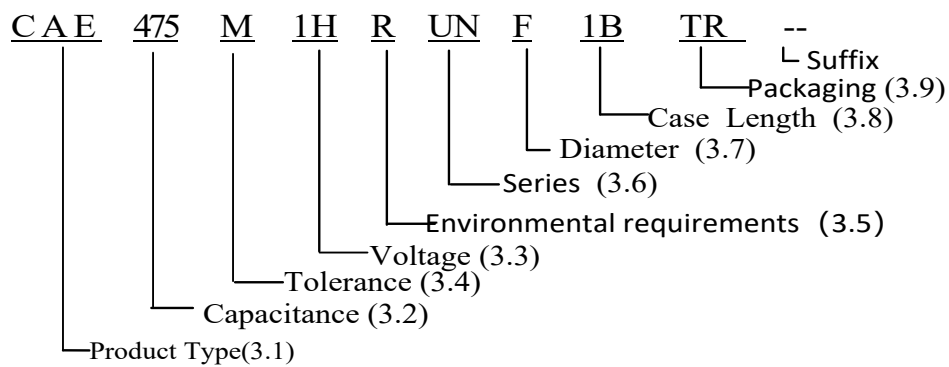 CAE 475 M 1H R UN F 1B TR --
Suffix
Packaging (3.9)
Case Length (3.8)
Diameter (3.7)
Series (3.6)
Environmental requirements (3.5)
Voltage (3.3)
Tolerance (3.4)
Capacitance (3.2)
Product Type(3.1)